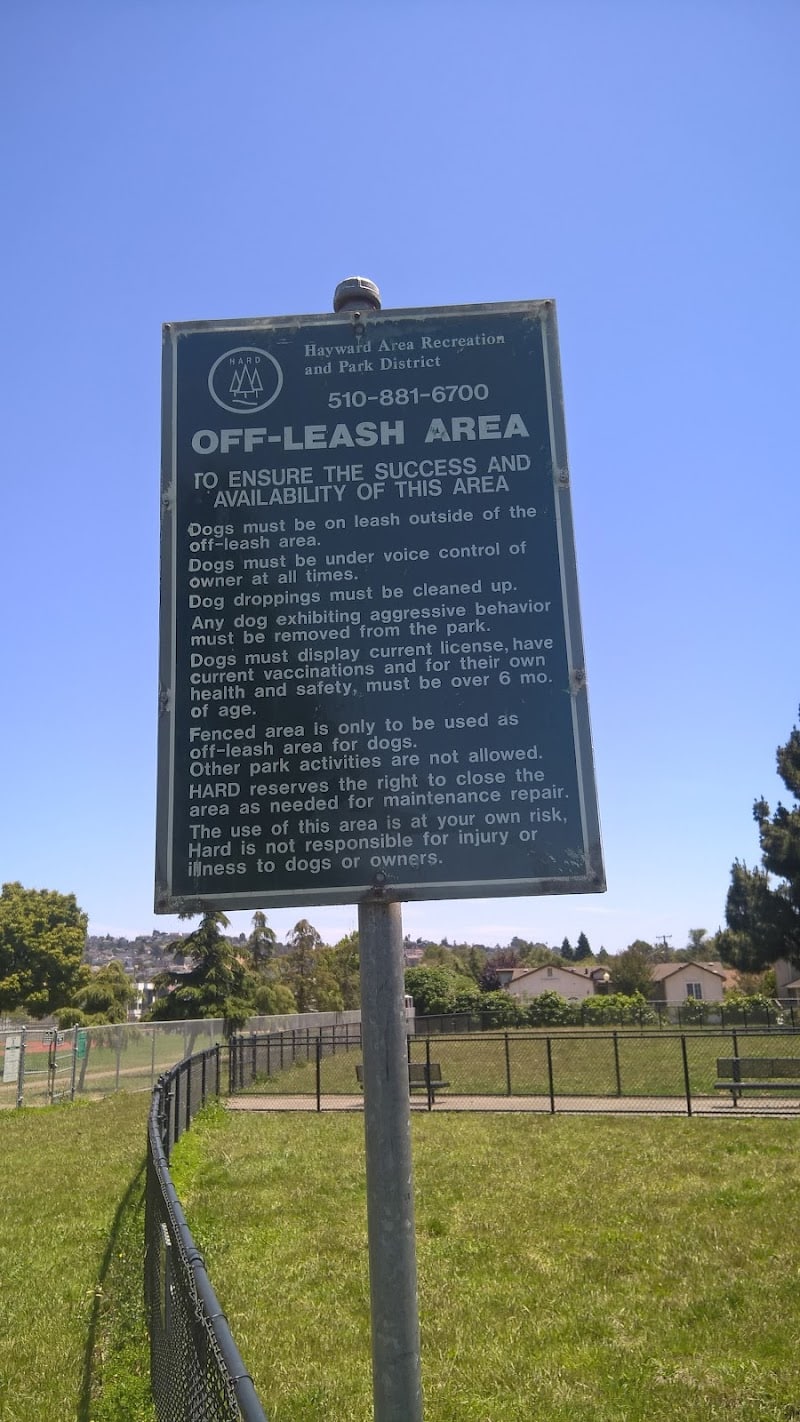 HARD
Hayward Area Recreation
and Park District
510-881-6700
OFF-LEASH AREA
TO ENSURE THE SUCCESS AND
AVAILABILITY OF THIS AREA
Dogs must be on leash outside of the
off-leash area.
Dogs must be under voice control of
owner at all times.
Dog droppings must be cleaned up.
Any dog exhibiting aggressive behavior
must be removed from the park.
Dogs must display current license, have
current vaccinations and for their own
health and safety, must be over 6 mo.
of age.
Fenced area is only to be used as
off-leash area for dogs.
Other park activities are not allowed.
HARD reserves the right to close the
area as needed for maintenance repair.
The use of this area is at your own risk,
Hard is not responsible for injury or
illness to dogs or owners.